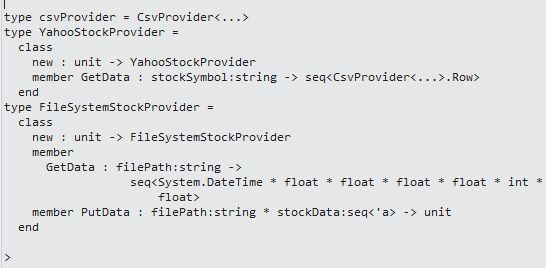 type csvProvider = CsvProvider<...>
type YahooStockProvider =
  class
    new : unit -> YahooStockProvider
    member GetData : stockSymbol:string -> seq<CsvProvider<...>.Row>
  end
type FileSystemStockProvider =
  class
    new : unit -> FileSystemStockProvider
    member
      GetData : filePath:string ->
                  seq<System.DateTime * float * float * float * float * int *
                      float>
    member PutData : filePath:string * stockData:seq<'a> -> unit
  end
>